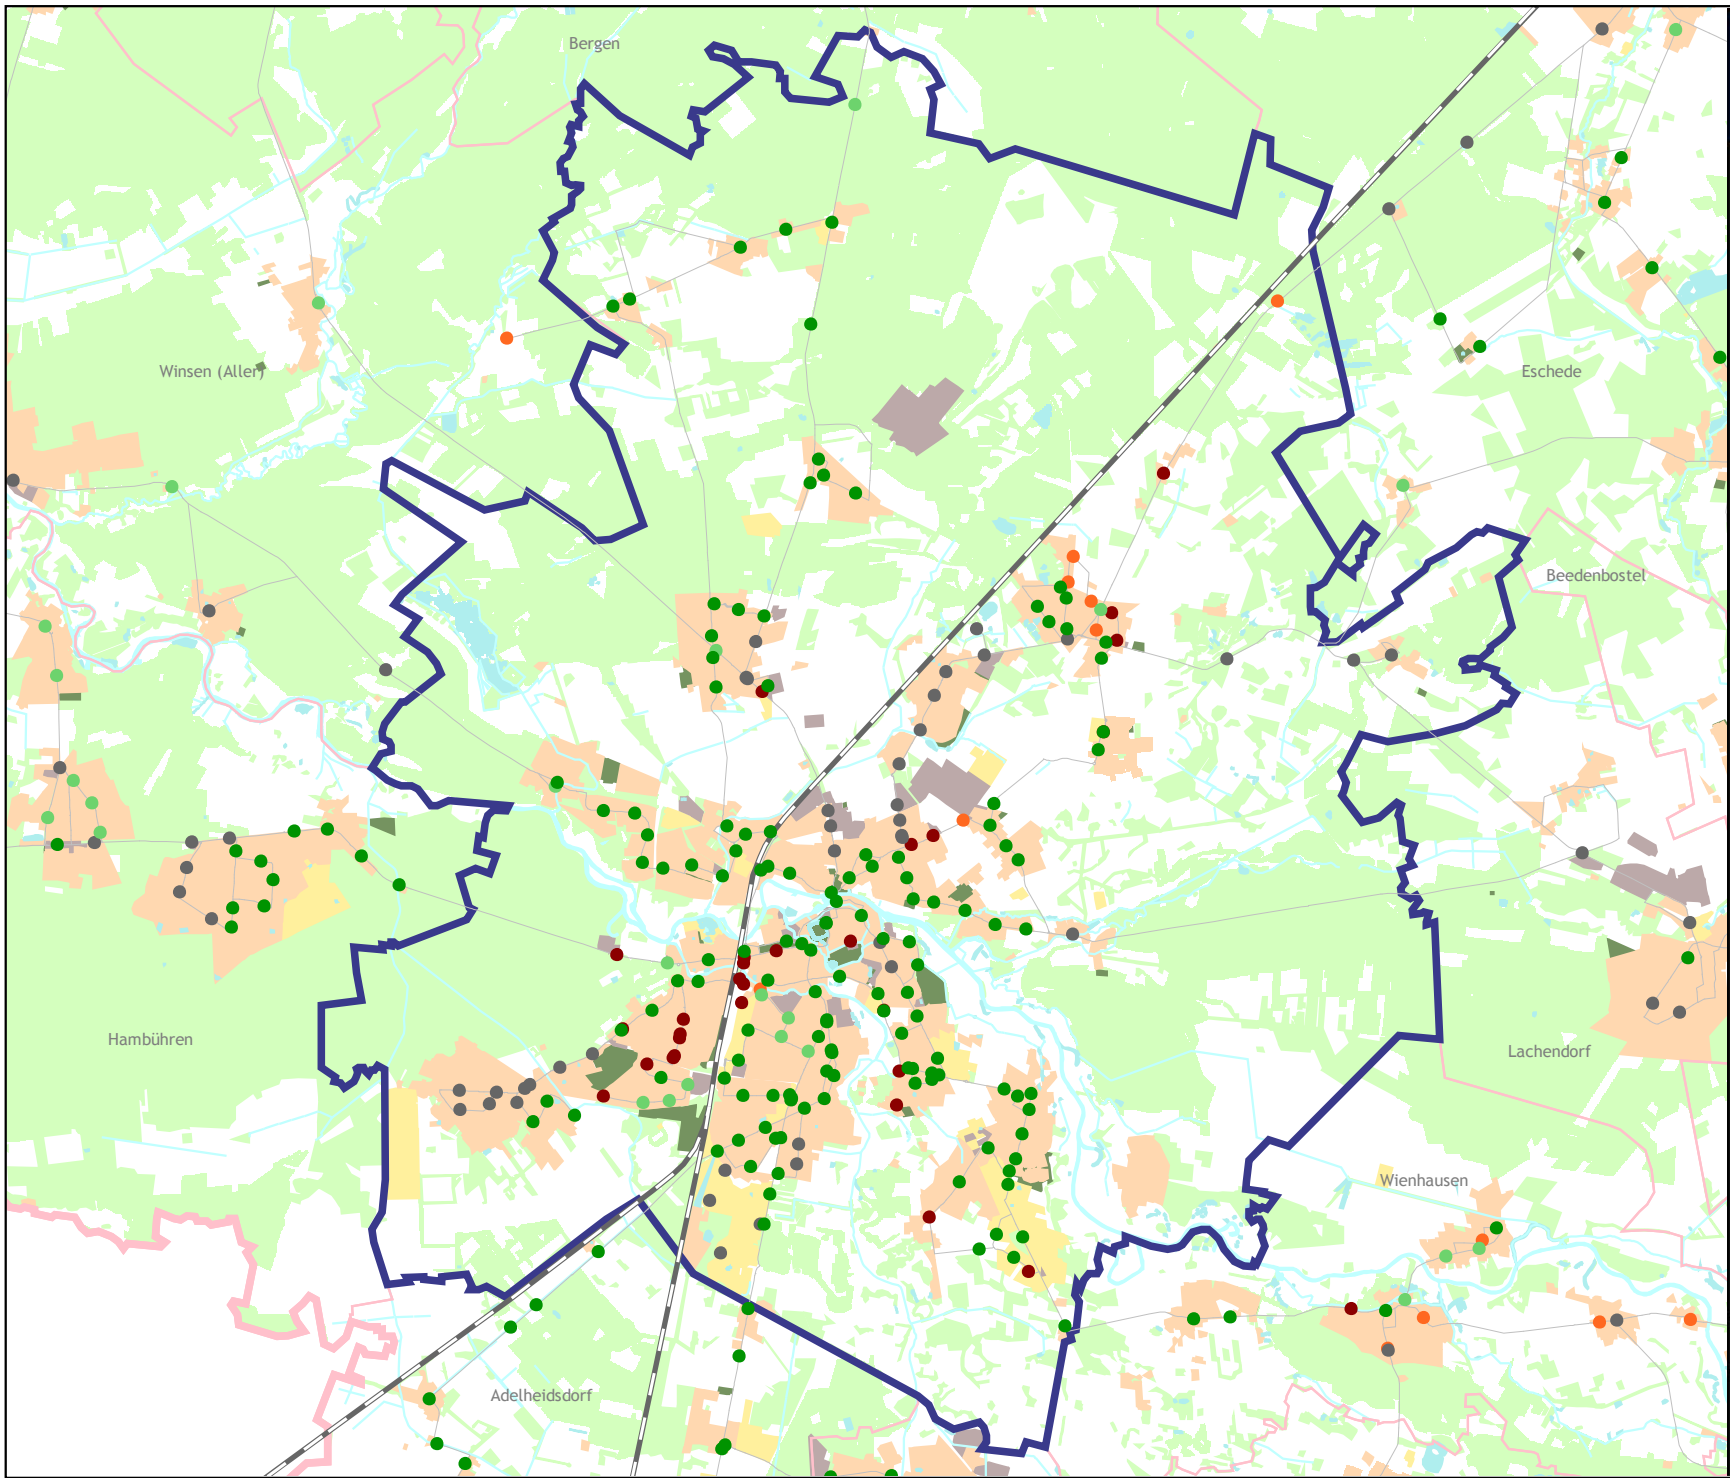 Bergen
Winsen (Aller)
Eschede
Beedenbostel
Hambühren
Lachendorf
Wienhausen
Adelheidsdorf